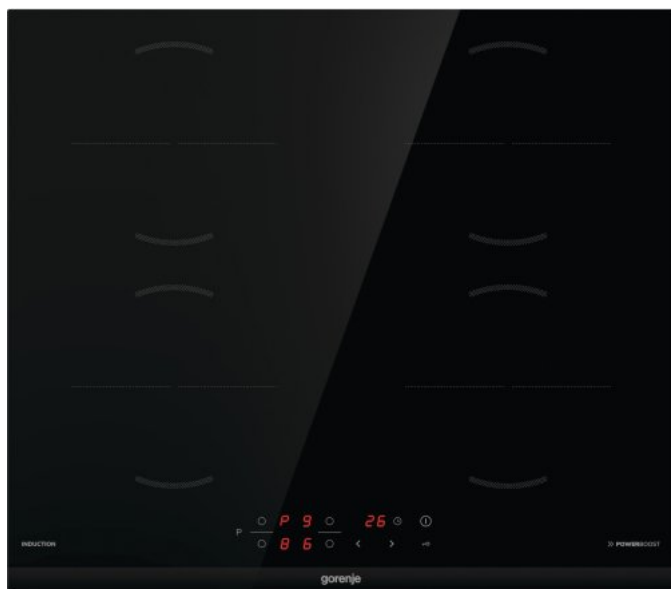 P 9 26
P 8 6 < >
INDUCTION
» POWERBOOST
gorenje